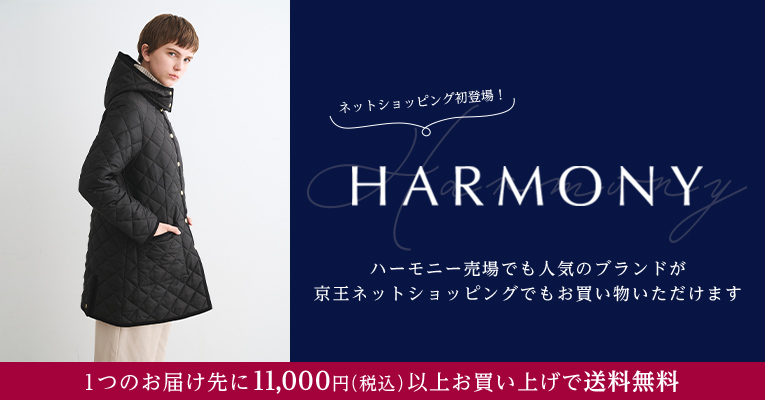 ネットショッピング初登場！
Harmony
HARMONY
ハーモニー売場でも人気のブランドが
京王ネットショッピングでもお買い物いただけます
1つのお届け先に11,000円(税込)以上お買い上げで送料無料